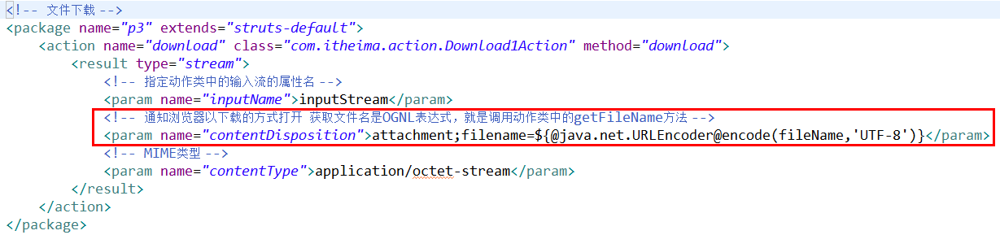 <!-- 文件下载 -->
<package name="p3" extends="struts-default">
<action name="download" class="com.itheima.action.Download1Action" method="download">
<result type="stream">
<!-- 指定动作类中的输入流的属性名 -->
<param name="inputName">inputStream</param>
<!-- 通知浏览器以下载的方式打开 获取文件名是OGNL表达式，就是调用动作类中的getFileName方法 -->
<param name="contentDisposition">attachment;filename=${@java.net.URLEncoder@encode(fileName,'UTF-8')}</param>
<!-- MIME类型 -->
<param name="contentType">application/octet-stream</param>
</result>
</action>
</package>